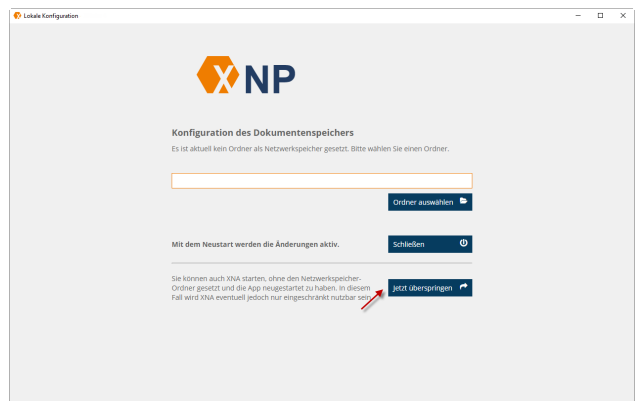 Lokale Konfiguration
XNP
Konfiguration des Dokumentenspeichers
Es ist aktuell kein Ordner als Netzwerkspeicher gesetzt. Bitte wählen Sie einen Ordner.
Ordner auswählen
Mit dem Neustart werden die Änderungen aktiv.
Schließen
Sie können auch XNA starten, ohne den Netzwerkspeicher-
Ordner gesetzt und die App neugestartet zu haben. In diesem
Fall wird XNA eventuell jedoch nur eingeschränkt nutzbar sein.
Jetzt überspringen